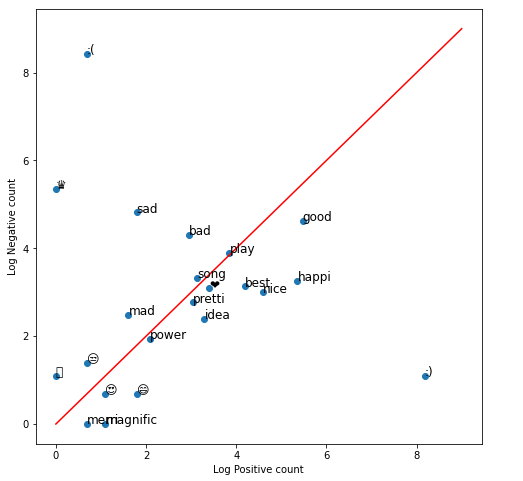 Log Negative count
8
6
4
2
0
:(
♛
sad
good
bad
play
song
happi
❤
best
nice
pretti
mad
idea
power
😒
:)
😍
😄
merri
magnific
0
2
4
6
8
Log Positive count